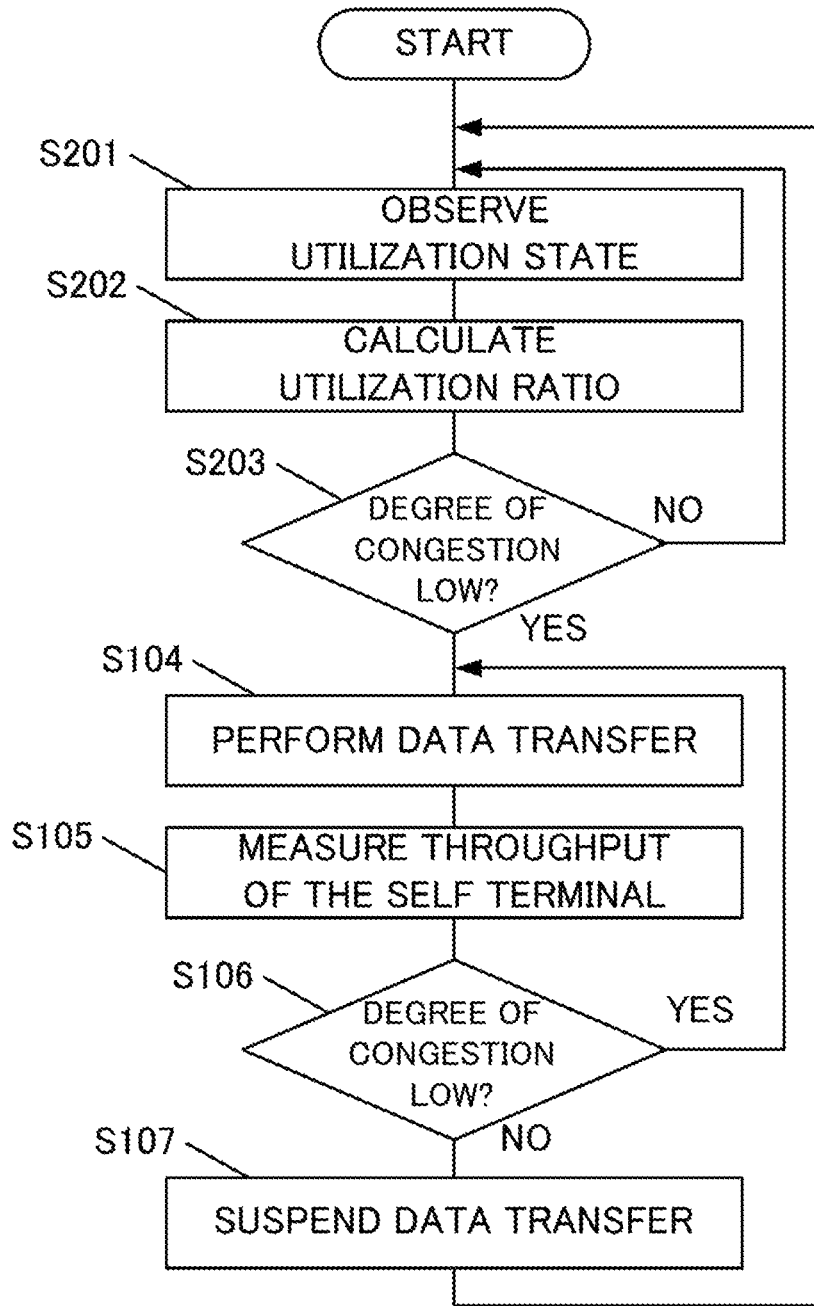 START
S201
OBSERVE
UTILIZATION STATE
S202
CALCULATE
UTILIZATION RATIO
S203
DEGREE OF
CONGESTION
LOW?
NO
YES
S104
PERFORM DATA TRANSFER
S105
MEASURE THROUGHPUT
OF THE SELF TERMINAL
S106
DEGREE OF
CONGESTION
LOW?
YES
NO
S107
SUSPEND DATA TRANSFER